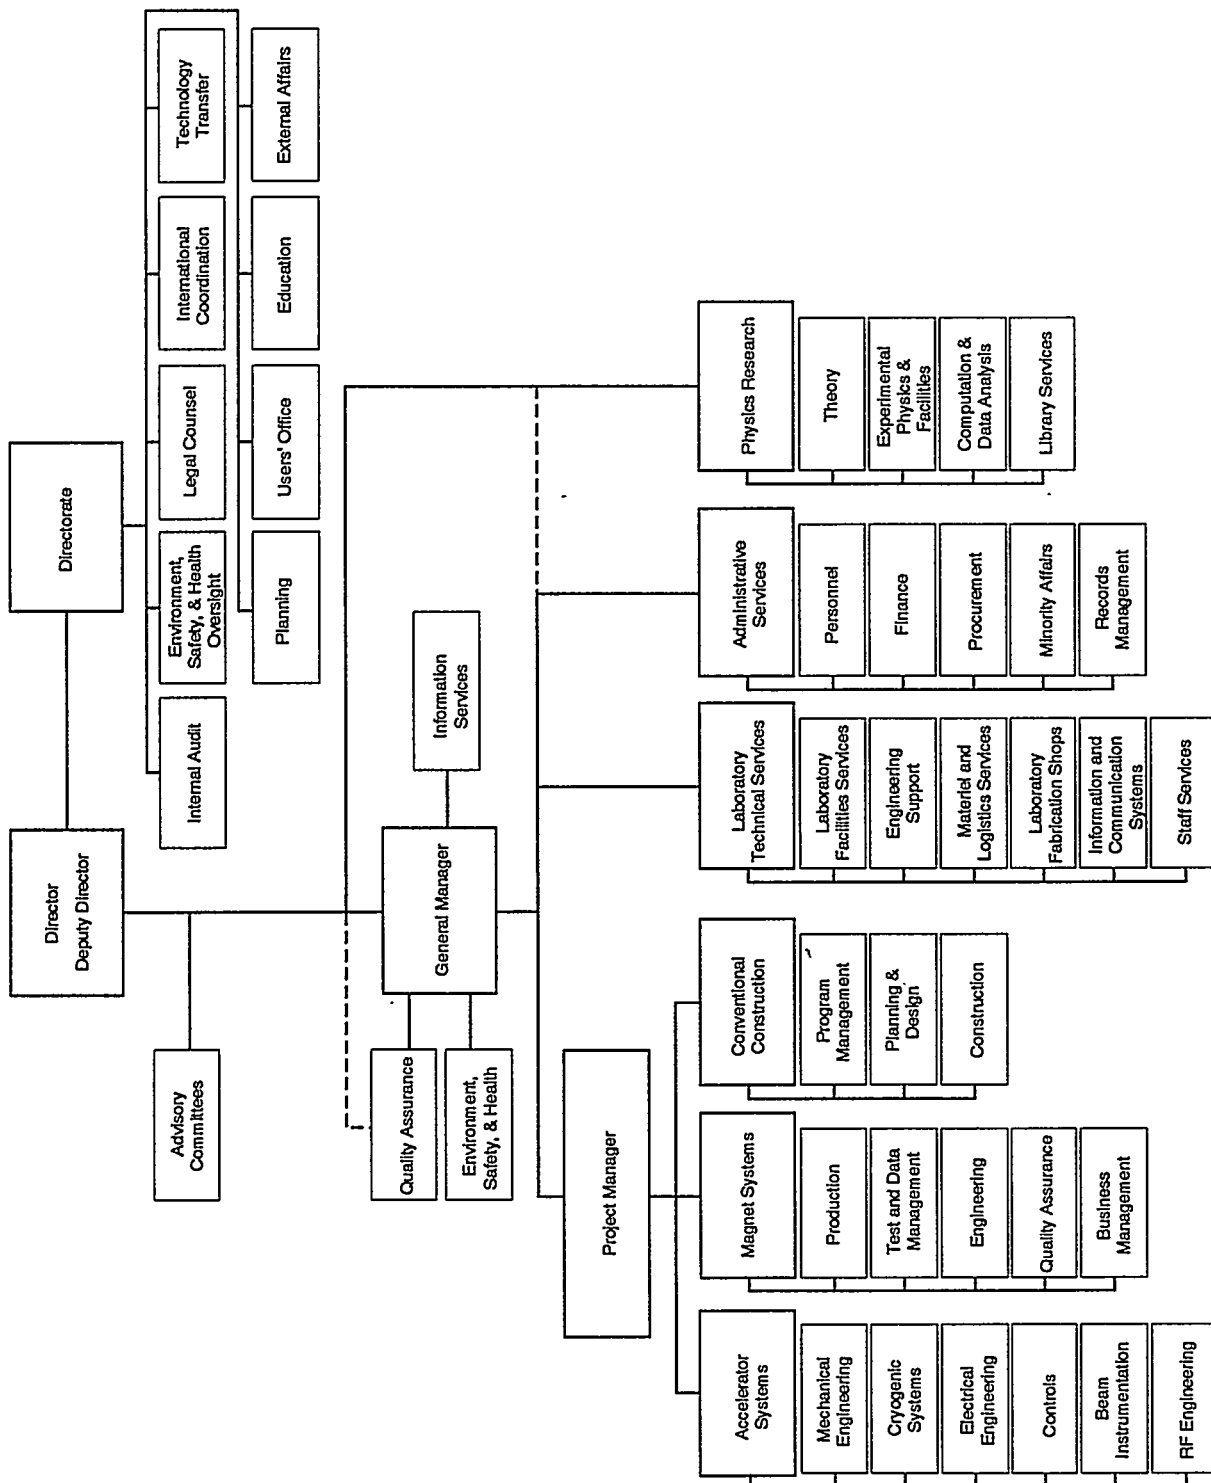 Director
Deputy Director
Directorate
Advisory
Committees
Internal Audit
Environment,
Safety, & Health
Oversight
Legal Counsel
International
Coordination
Technology
Transfer
Planning
Users' Office
Education
External Affairs
Quality Assurance
Environment,
Safety, & Health
General Manager
Information
Services
Project Manager
Accelerator
Systems
Mechanical
Engineering
Cryogenic
Systems
Electrical
Engineering
Controls
Beam
Instrumentation
RF Engineering
Magnet Systems
Production
Test and Data
Management
Engineering
Quality Assurance
Business
Management
Conventional
Construction
Program
Management
Planning &
Design
Construction
Laboratory
Technical Services
Laboratory
Facilities Services
Engineering
Support
Materiel and
Logistics Services
Laboratory
Fabrication Shops
Information and
Communication
Systems
Staff Services
Administrative
Services
Personnel
Finance
Procurement
Minority Affairs
Records
Management
Physics Research
Theory
Experimental
Physics &
Facilities
Computation &
Data Analysis
Library Services